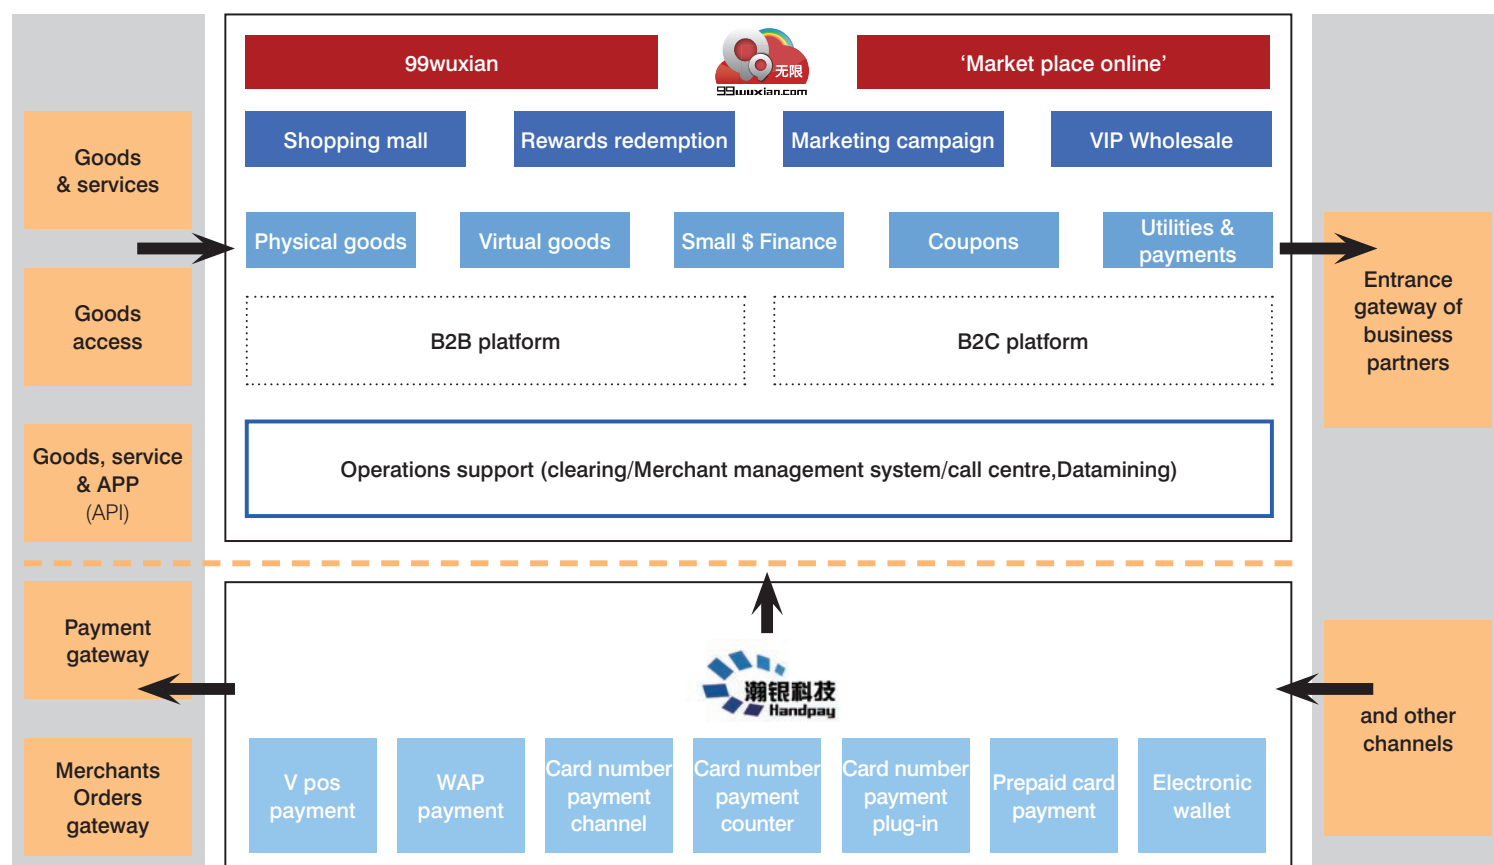 99wuxian
无限
99wuxian.com
‘Market place online’
Goods
& services
Shopping mall
Rewards redemption
Marketing campaign
VIP Wholesale
Physical goods
Virtual goods
Small $ Finance
Coupons
Utilities &
payments
Goods
access
B2B platform
B2C platform
Entrance
gateway of
business
partners
Goods, service
& APP
(API)
Operations support (clearing/Merchant management system/call centre,Datamining)
Payment
gateway
瀚银科技
Handpay
and other
channels
Merchants
Orders
gateway
V pos
payment
WAP
payment
Card number
payment
channel
Card number
payment
counter
Card number
payment
plug-in
Prepaid card
payment
Electronic
wallet